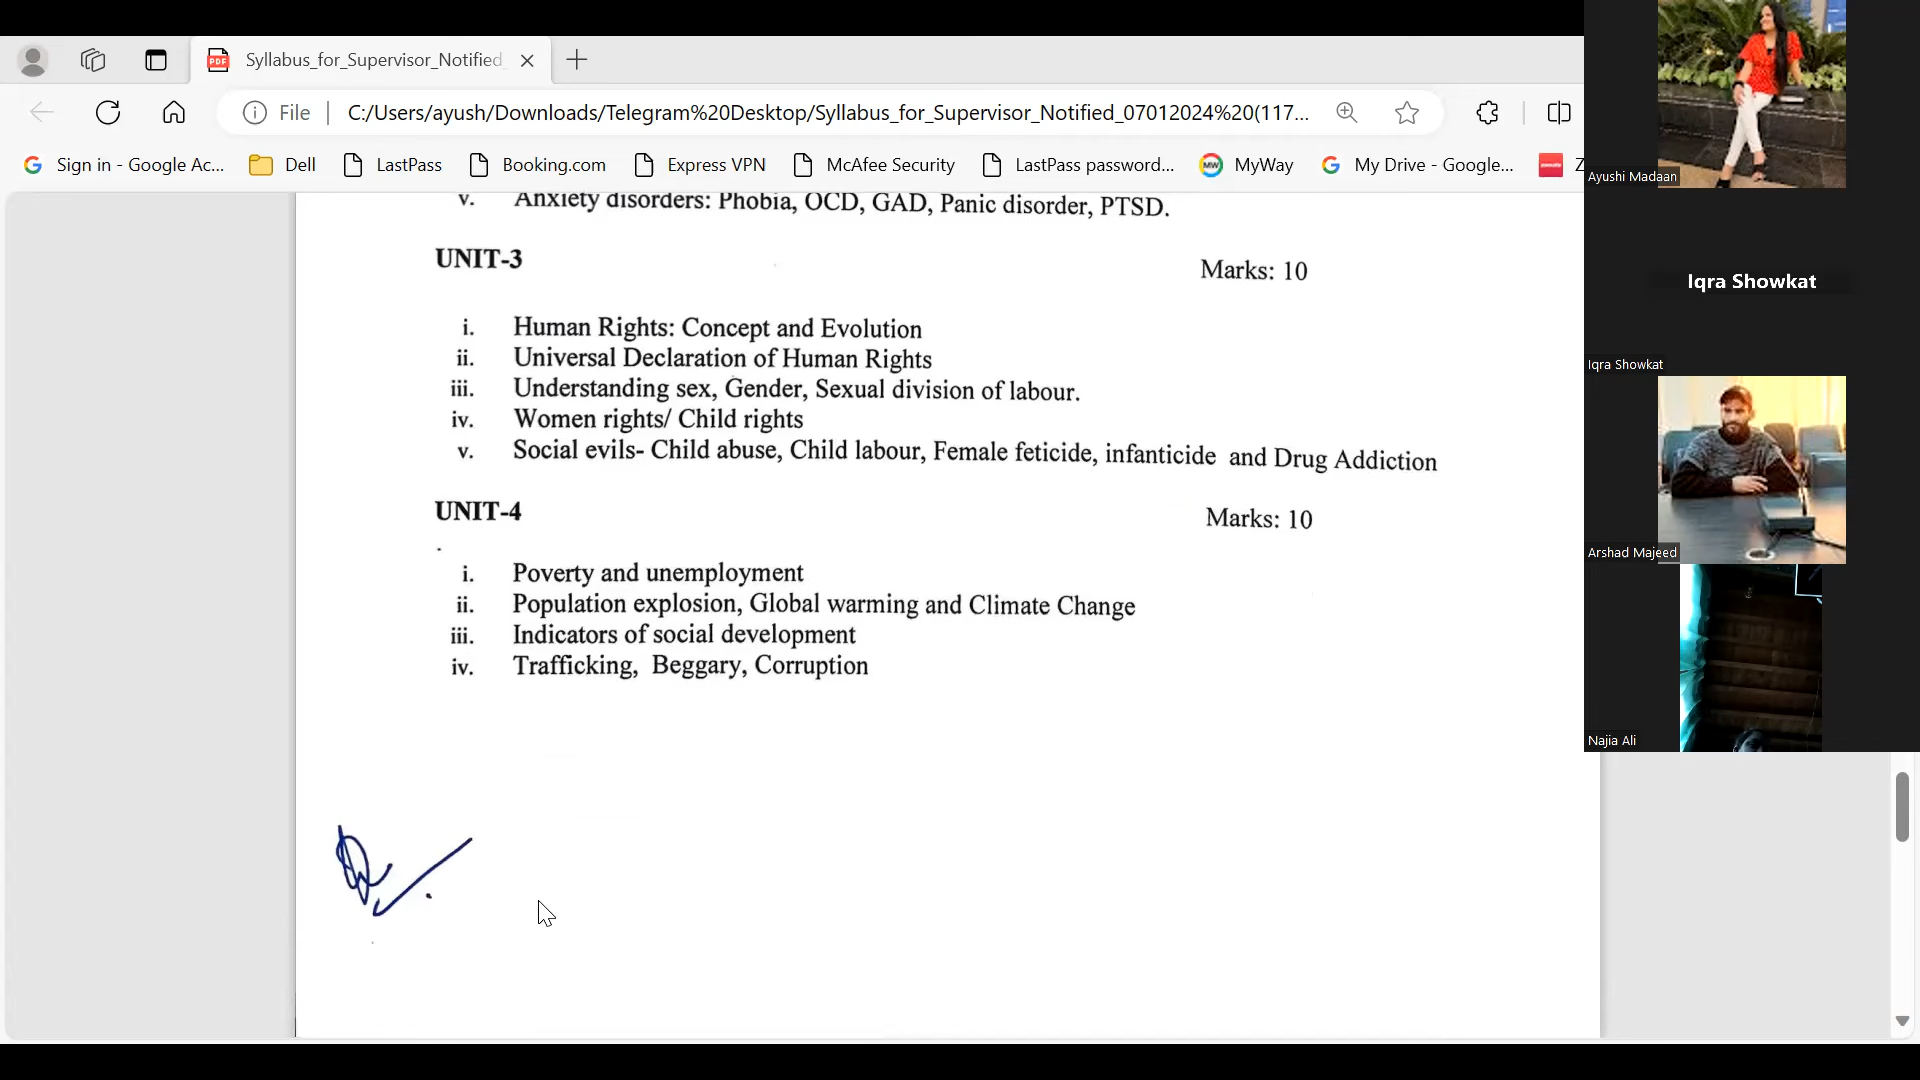 Syllabus_for_Supervisor_Notified_
File
C:/Users/ayush/Downloads/Telegram%20Desktop/Syllabus_for_Supervisor_Notified_07012024%20(117...
Sign in - Google Ac...
Dell
LastPass
Booking.com
Express VPN
McAfee Security
LastPass password...
MyWay
My Drive - Google...
Z
v. Anxiety disorders: Phobia, OCD, GAD, Panic disorder, PTSD.
UNIT-3
Marks: 10
i. Human Rights: Concept and Evolution
ii. Universal Declaration of Human Rights
iii. Understanding sex, Gender, Sexual division of labour.
iv. Women rights/ Child rights
v. Social evils- Child abuse, Child labour, Female feticide, infanticide and Drug Addiction
UNIT-4
Marks: 10
i. Poverty and unemployment
ii. Population explosion, Global warming and Climate Change
iii. Indicators of social development
iv. Trafficking, Beggary, Corruption
Ayushi Madaan
Iqra Showkat
Iqra Showkat
Arshad Majeed
Najia Ali